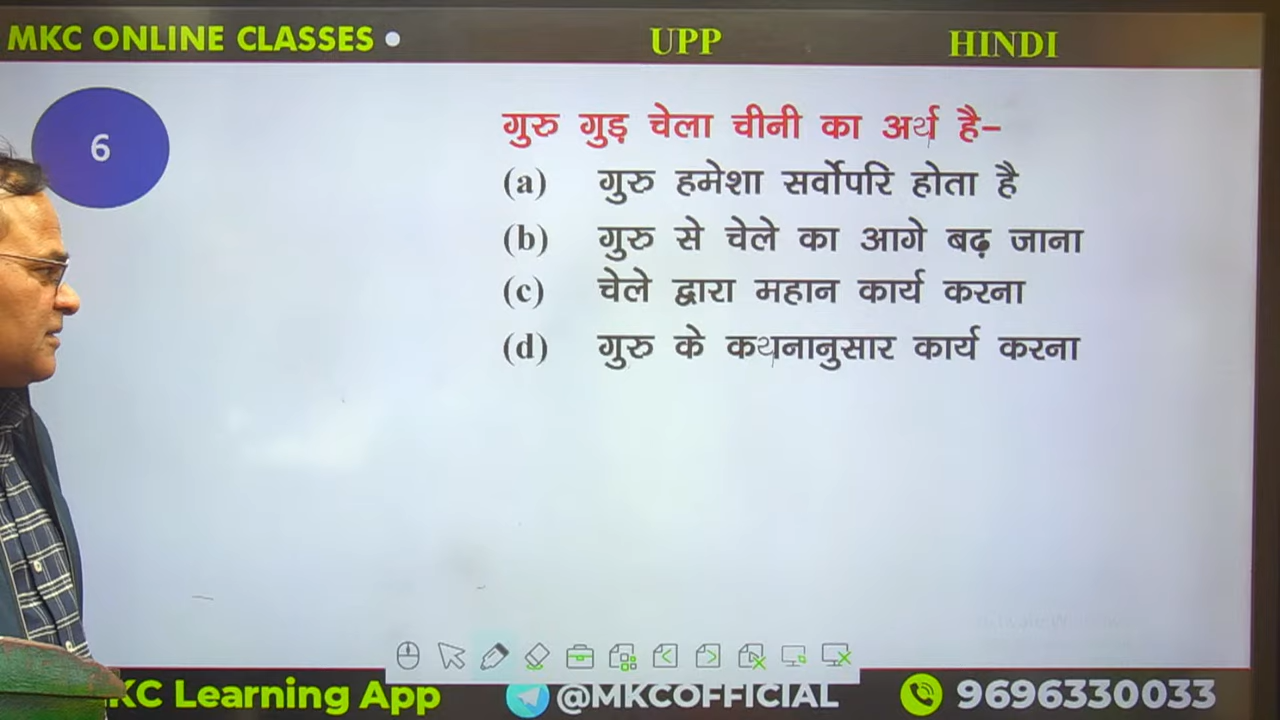 MKC ONLINE CLASSES
UPP
HINDI
6
गुरु गुड़ चेला चीनी का अर्थ है-
(a) गुरु हमेशा सर्वोपरि होता है
(b) गुरु से चेले का आगे बढ़ जाना
(c) चेले द्वारा महान कार्य करना
(d) गुरु के कथनानुसार कार्य करना
KC Learning App
@MKCOFFICIAL
9696330033